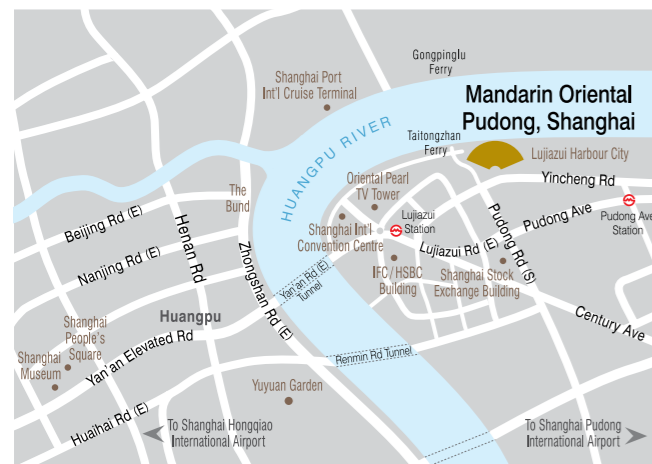 Gongpinglu
Ferry
Shanghai Port
Int'l Cruise Terminal
Mandarin Oriental
Pudong, Shanghai
HUANGPU RIVER
Taitongzhan
Ferry
Lujiazui Harbour City
Oriental Pearl
TV Tower
Yincheng Rd
The
Bund
Beijing Rd (E)
Henan Rd
Lujiazui
Station
Pudong Ave
Pudong Ave
Station
Shanghai Int'l
Convention Centre
Pudong Rd (S)
Nanjing Rd (E)
Zhongshan Rd (E)
Lujiazui Rd (E)
Yan'an Rd (E)
Tunnel
IFC / HSBC
Building
Shanghai Stock
Exchange Building
Huangpu
Century Ave
Shanghai
People's
Square
Shanghai
Museum
Yan'an Elevated Rd
Renmin Rd Tunnel
Yuyuan Garden
Huaihai Rd (E)
To Shanghai Hongqiao
International Airport
To Shanghai Pudong
International Airport